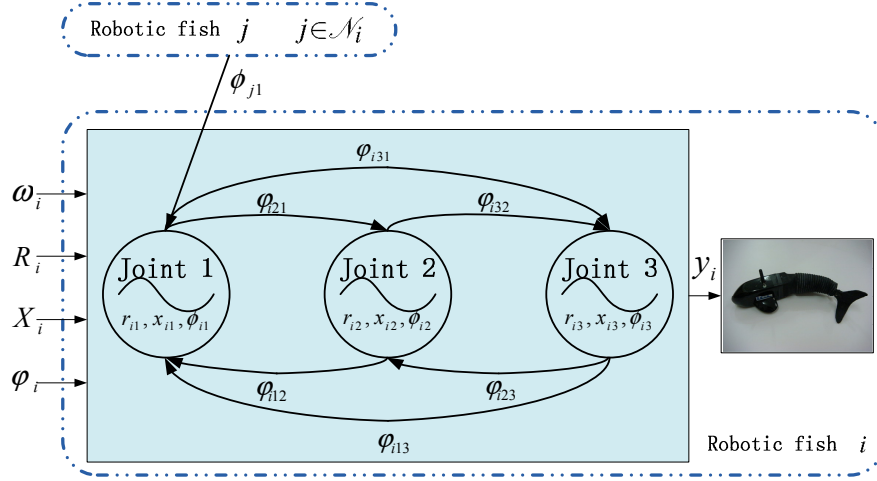 Robotic fish j j∈𝒩ᵢ
ϕⱼ₁
φᵢ₃₁
ωᵢ
φᵢ₂₁
φᵢ₃₂
Rᵢ
Joint 1
Joint 2
Joint 3
yᵢ
Xᵢ
rᵢ₁, xᵢ₁, ϕᵢ₁
rᵢ₂, xᵢ₂, ϕᵢ₂
rᵢ₃, xᵢ₃, ϕᵢ₃
φᵢ
φᵢ₁₂
φᵢ₂₃
φᵢ₁₃
Robotic fish i